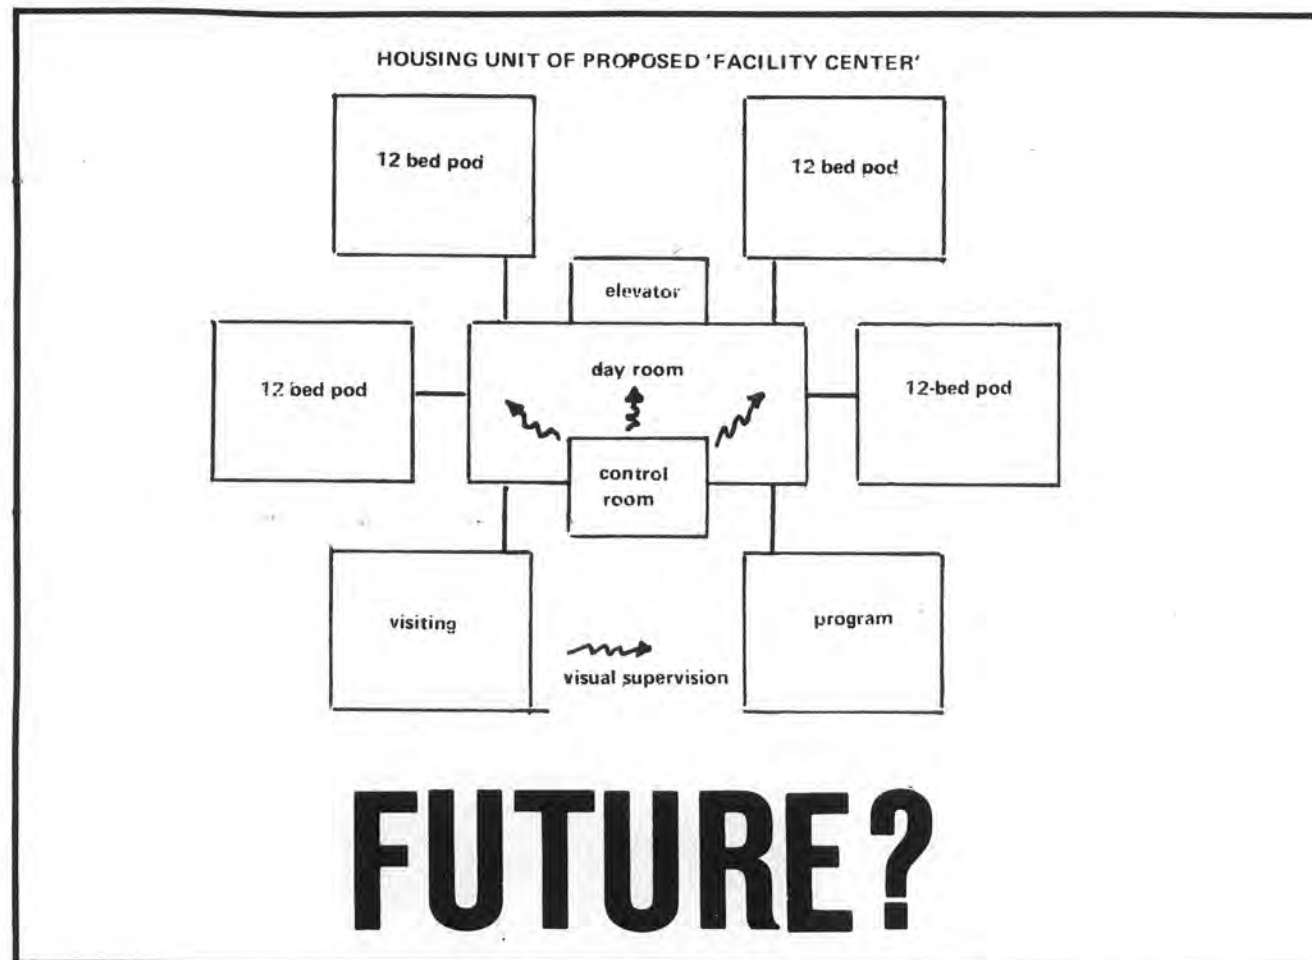 HOUSING UNIT OF PROPOSED 'FACILITY CENTER'
12 bed pod
12 bed pod
elevator
12 bed pod
day room
12-bed pod
control
room
visiting
program
visual supervision
FUTURE?